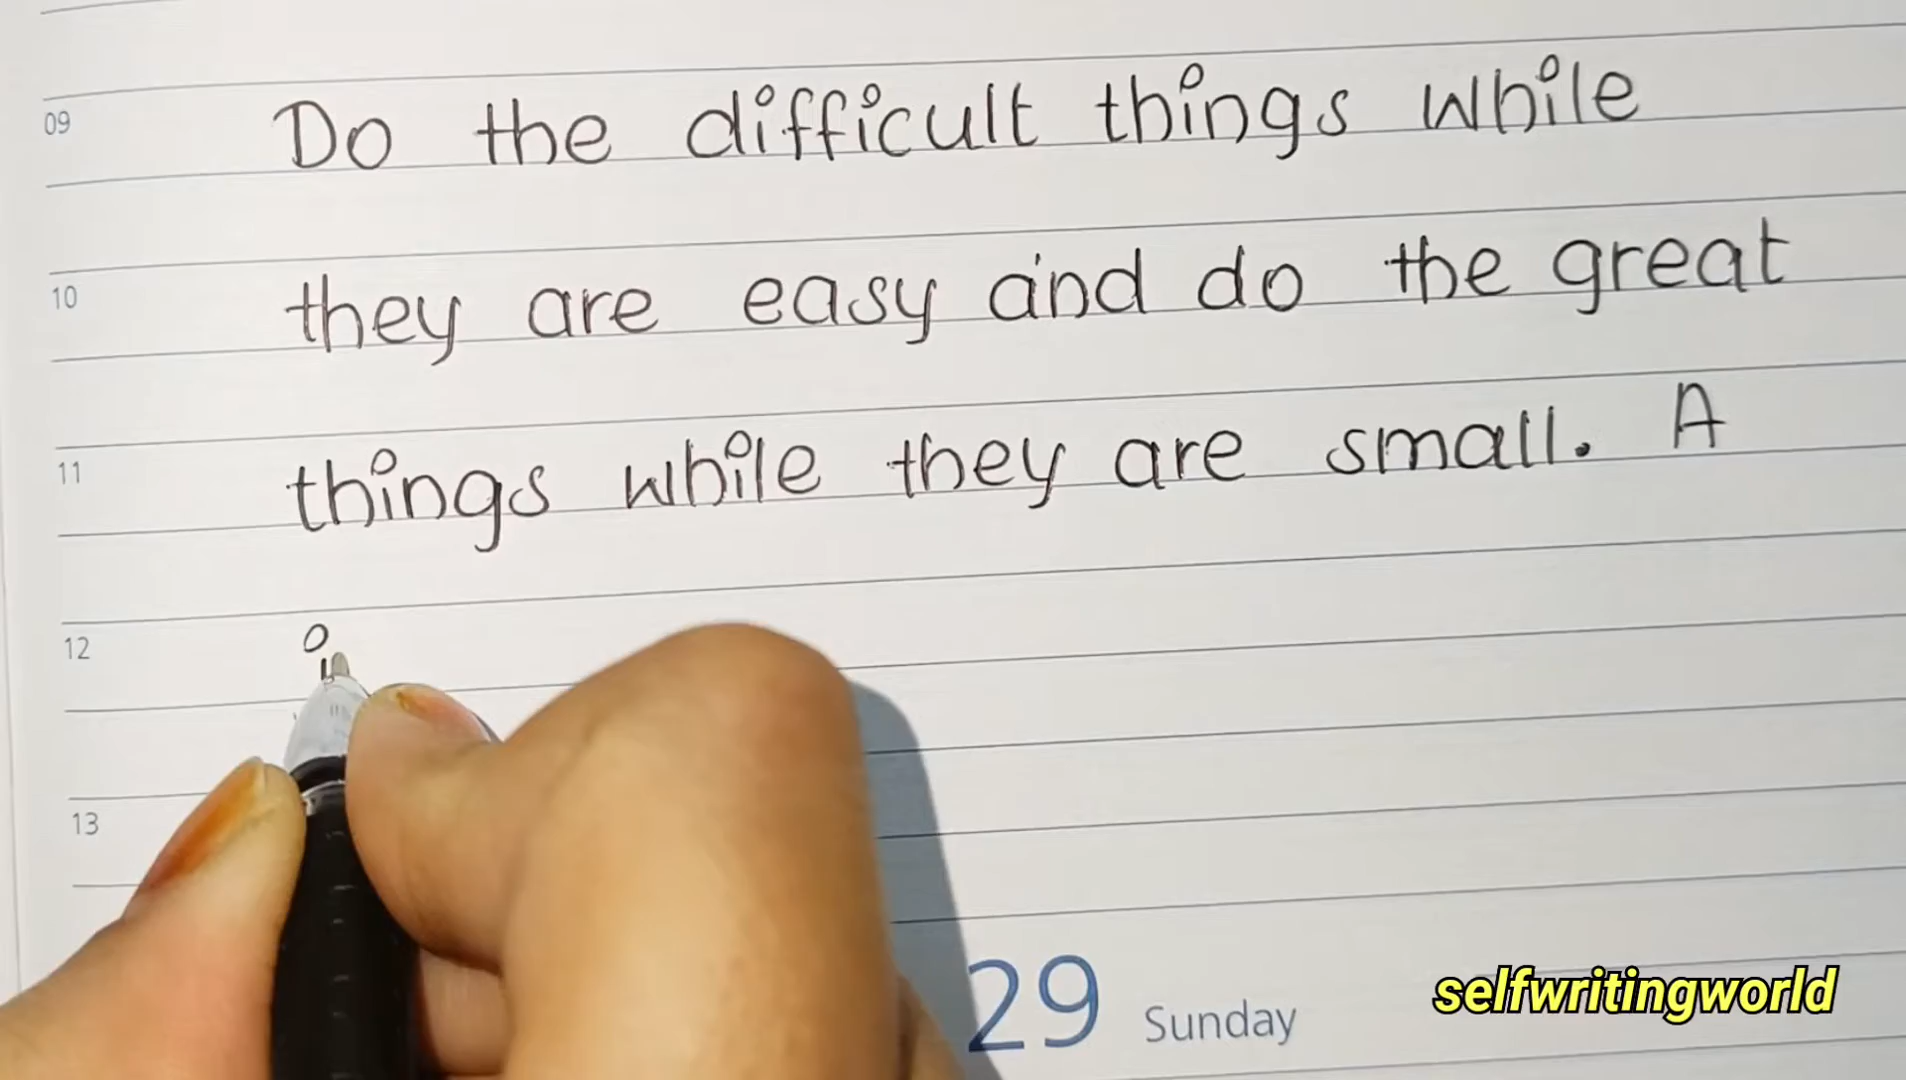 09 Do the difficult things while
10 they are easy and do the great
11 things while they are small. A
12
13
29 Sunday
selfwritingworld